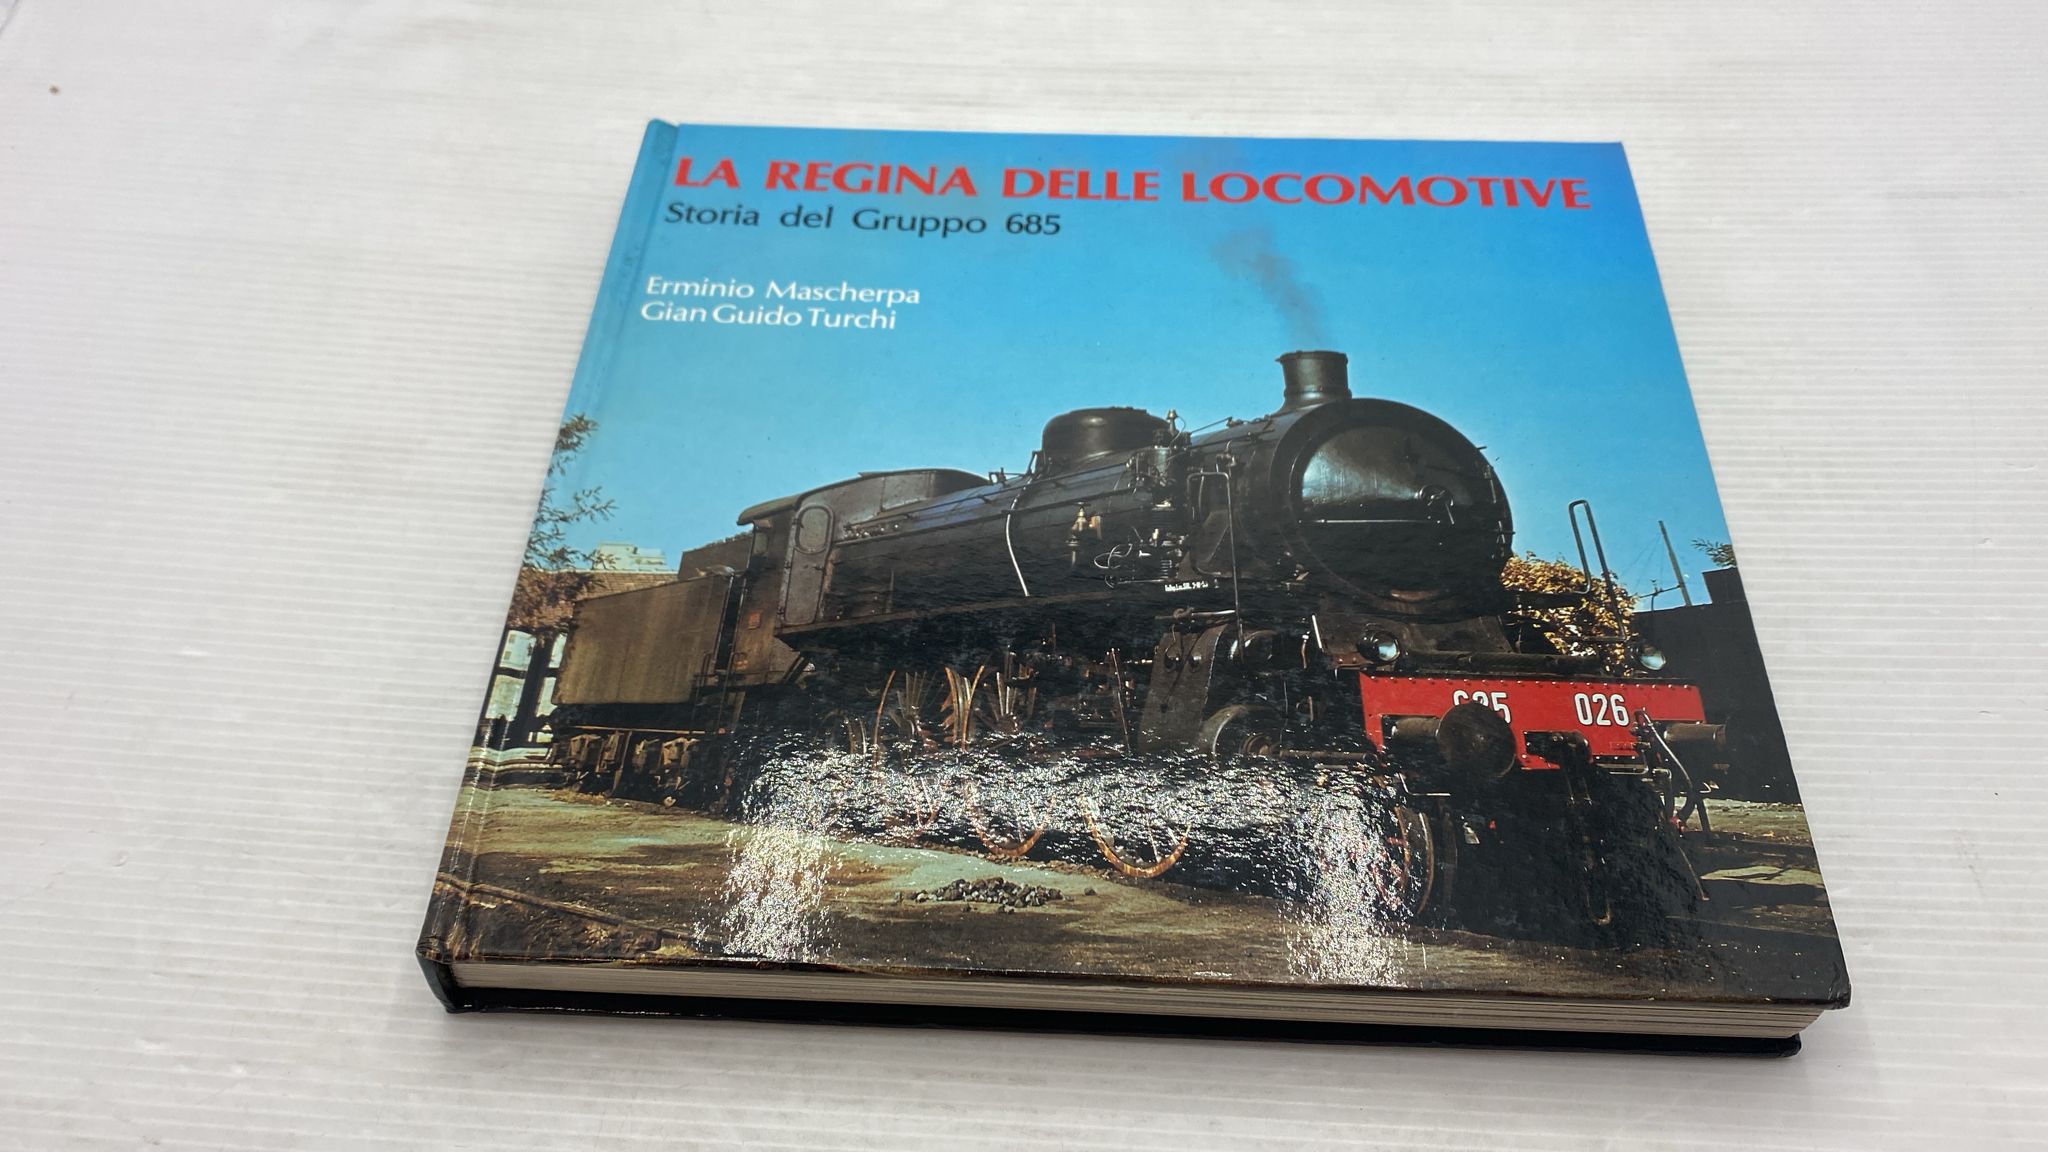 LA REGINA DELLE LOCOMOTIVE
Storia del Gruppo 685
Erminio Mascherpa
Gian Guido Turchi
685 026